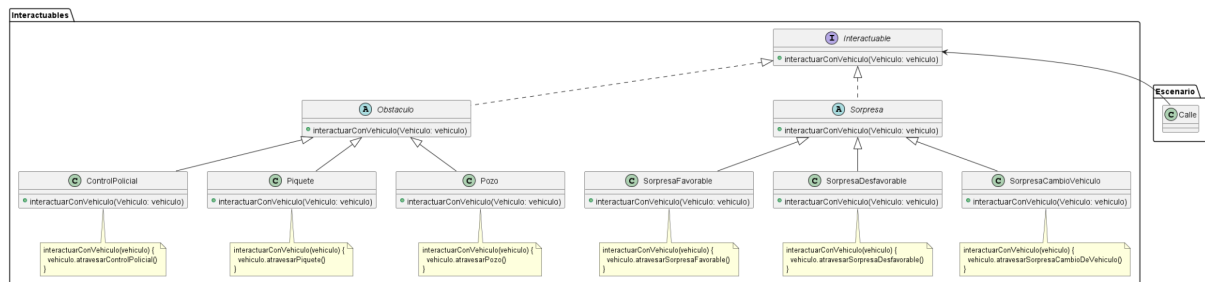 Interactuables
I Interactuable
interactuarConVehiculo(Vehiculo: vehiculo)
Escenario
C Calle
A Obstaculo
interactuarConVehiculo(Vehiculo: vehiculo)
A Sorpresa
interactuarConVehiculo(Vehiculo: vehiculo)
C ControlPolicial
interactuarConVehiculo(Vehiculo: vehiculo)
C Piquete
interactuarConVehiculo(Vehiculo: vehiculo)
C Pozo
interactuarConVehiculo(Vehiculo: vehiculo)
C SorpresaFavorable
interactuarConVehiculo(Vehiculo: vehiculo)
C SorpresaDesfavorable
interactuarConVehiculo(Vehiculo: vehiculo)
C SorpresaCambioVehiculo
interactuarConVehiculo(Vehiculo: vehiculo)
interactuarConVehiculo(vehiculo) {
vehiculo.atravesarControlPolicial()
}
interactuarConVehiculo(vehiculo) {
vehiculo.atravesarPiquete()
}
interactuarConVehiculo(vehiculo) {
vehiculo.atravesarPozo()
}
interactuarConVehiculo(vehiculo) {
vehiculo.atravesarSorpresaFavorable()
}
interactuarConVehiculo(vehiculo) {
vehiculo.atravesarSorpresaDesfavorable()
}
interactuarConVehiculo(vehiculo) {
vehiculo.atravesarSorpresaCambioDeVehiculo()
}